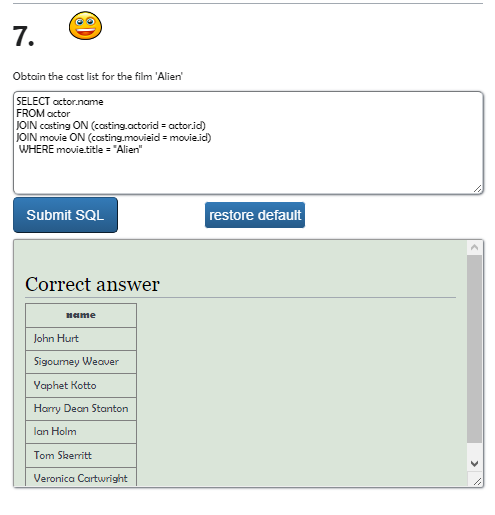 7.
Obtain the cast list for the film 'Alien'
SELECT actor.name
FROM actor
JOIN casting ON (casting.actorid = actor.id)
JOIN movie ON (casting.movieid = movie.id)
WHERE movie.title = "Alien"
Submit SQL
restore default
Correct answer
name
John Hurt
Sigourney Weaver
Yaphet Kotto
Harry Dean Stanton
Ian Holm
Tom Skerritt
Veronica Cartwright